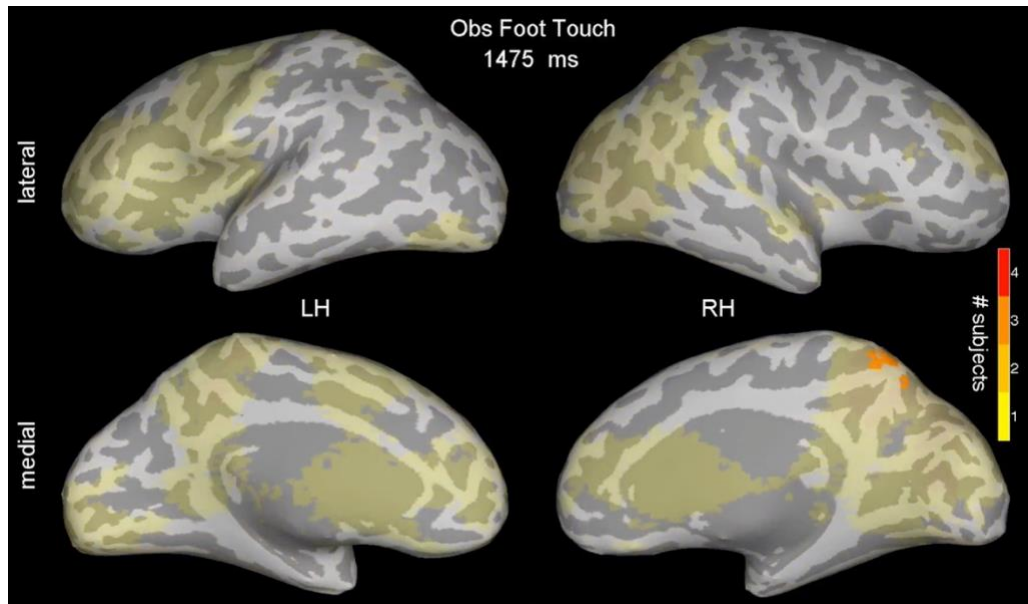 Obs Foot Touch
1475 ms
lateral
LH
RH
medial
# subjects
4
3
2
1